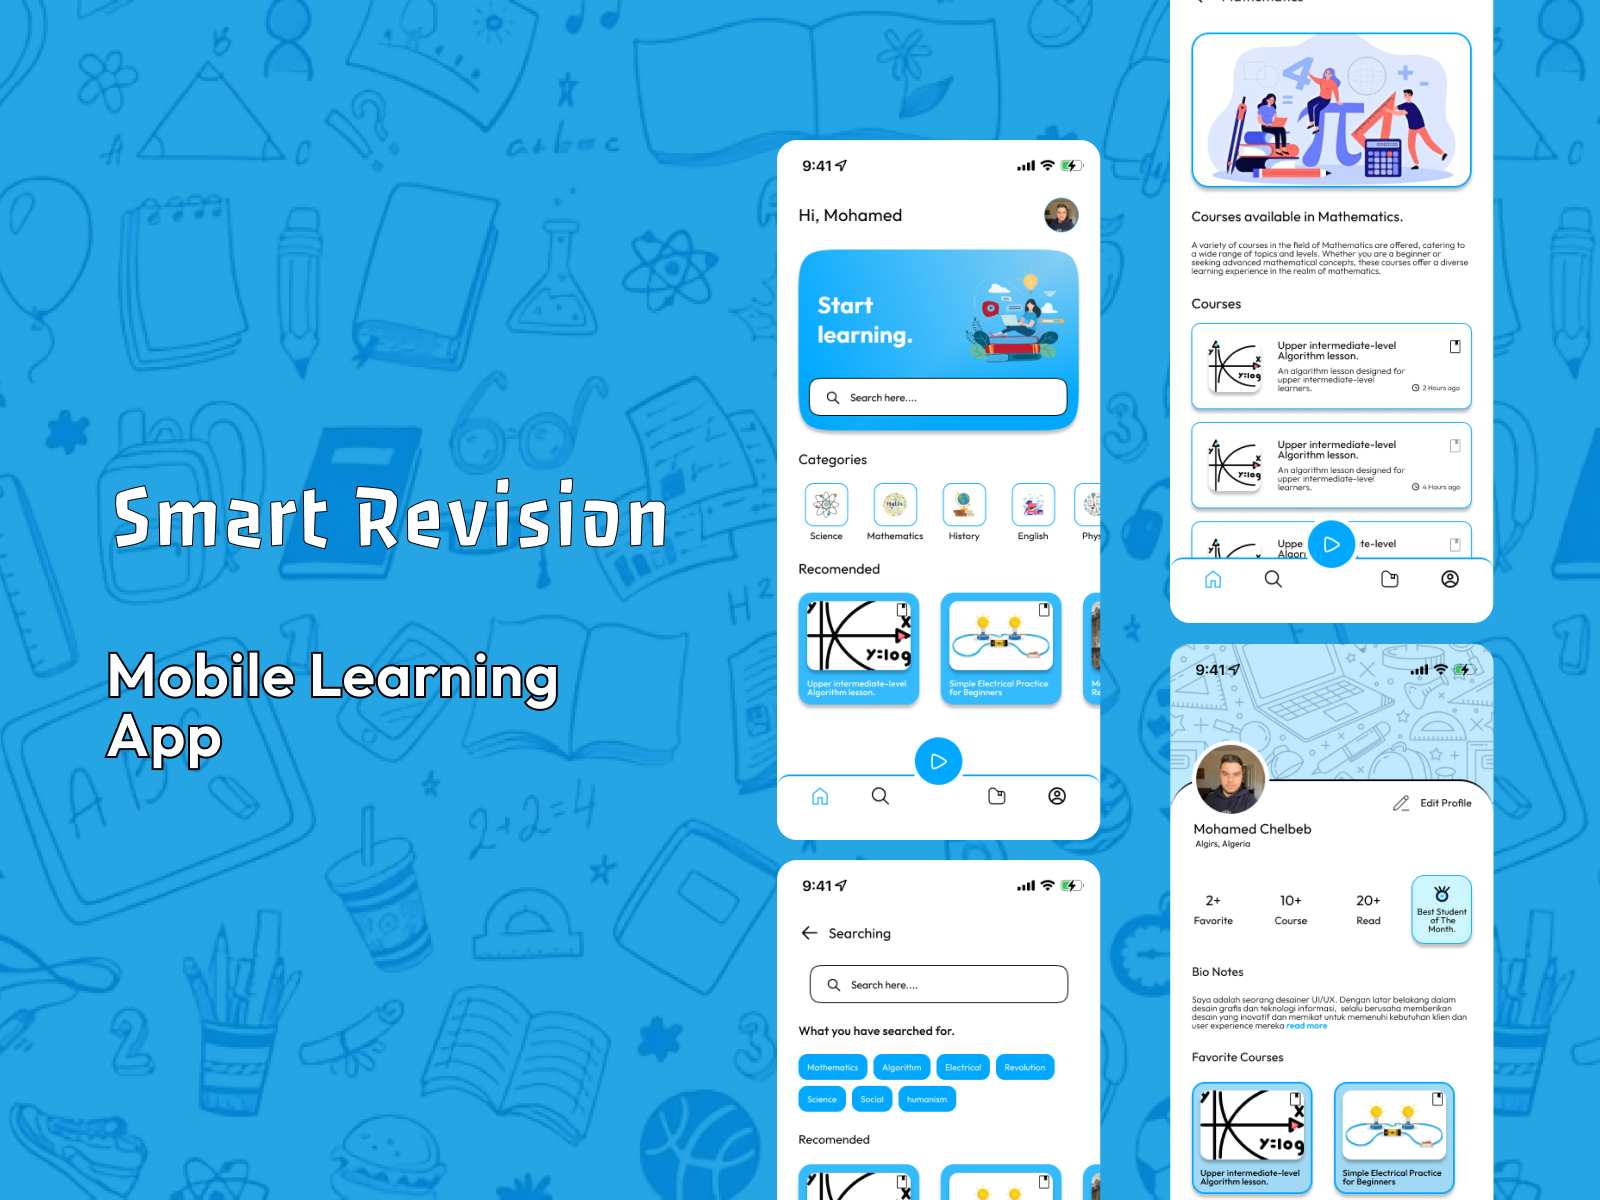 Smart Revision
Mobile Learning
App
9:41
Hi, Mohamed
Start
learning.
Search here....
Categories
Science
Mathematics
History
English
Recomended
Upper intermediate-level
Algorithm lesson.
Simple Electrical Practice
for Beginners
y=log
9:41
Searching
Search here....
What you have searched for.
Mathematics
Algorithm
Electrical
Revolution
Science
Social
humanism
Recomended
Mathematics
Courses available in Mathematics.
A variety of courses in the field of Mathematics are offered, catering to
a wide range of topics and levels. Whether you are a beginner or
seeking advanced mathematical concepts, these courses offer a diverse
learning experience in the realm of mathematics.
Courses
Upper intermediate-level
Algorithm lesson.
An algorithm lesson designed for
upper intermediate-level
learners.
2 Hours ago
y=log
Upper intermediate-level
Algorithm lesson.
An algorithm lesson designed for
upper intermediate-level
learners.
4 Hours ago
y=log
9:41
Edit Profile
Mohamed Chelbeb
Algirs, Algeria
2+
Favorite
10+
Course
20+
Read
Best Student
of The
Month.
Bio Notes
Saya adalah seorang desainer UI/UX. Dengan latar belakang dalam
desain grafis dan teknologi informasi, selalu berusaha memberikan
desain yang inovatif dan memikat untuk memenuhi kebutuhan klien dan
user experience mereka read more
Favorite Courses
y=log
Upper intermediate-level
Algorithm lesson.
Simple Electrical Practice
for Beginners
a+b=c
2+2=4